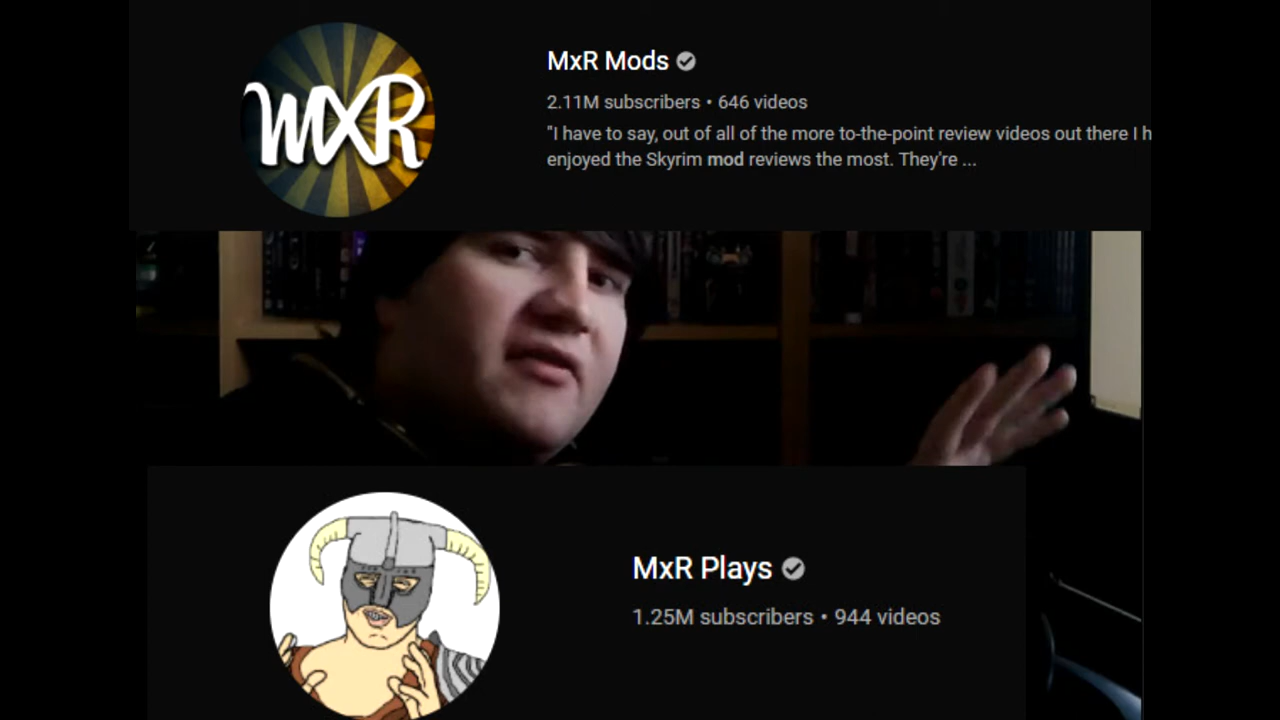 MXR
MxR Mods
2.11M subscribers • 646 videos
"I have to say, out of all of the more to-the-point review videos out there I h
enjoyed the Skyrim mod reviews the most. They're ...
MxR Plays
1.25M subscribers • 944 videos